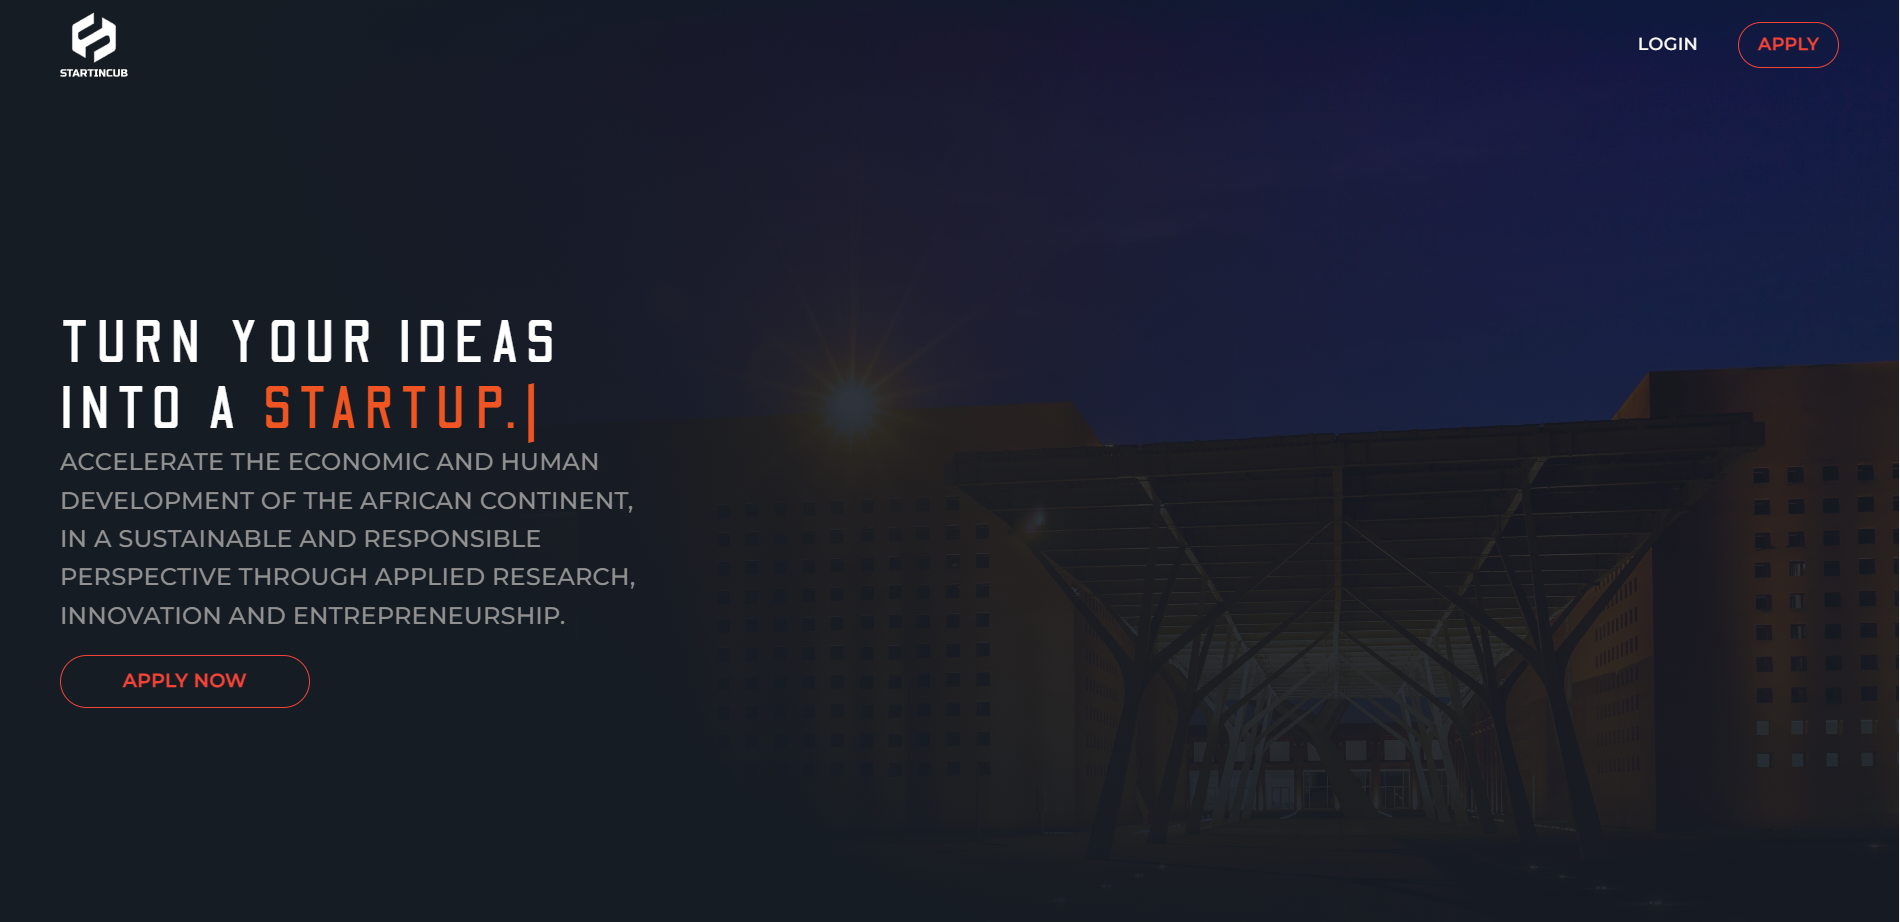 STARTINCUB
LOGIN
APPLY
TURN YOUR IDEAS
INTO A STARTUP.|
ACCELERATE THE ECONOMIC AND HUMAN
DEVELOPMENT OF THE AFRICAN CONTINENT,
IN A SUSTAINABLE AND RESPONSIBLE
PERSPECTIVE THROUGH APPLIED RESEARCH,
INNOVATION AND ENTREPRENEURSHIP.
APPLY NOW